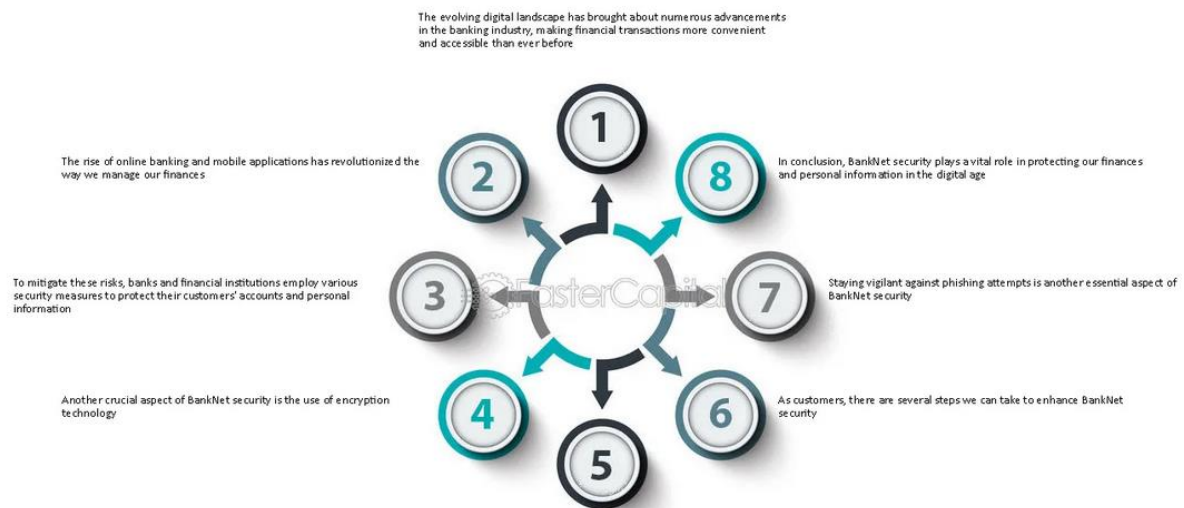 The evolving digital landscape has brought about numerous advancements
in the banking industry, making financial transactions more convenient
and accessible than ever before
1
2
The rise of online banking and mobile applications has revolutionized the
way we manage our finances
3
To mitigate these risks, banks and financial institutions employ various
security measures to protect their customers' accounts and personal
information
4
Another crucial aspect of BankNet security is the use of encryption
technology
5
6
As customers, there are several steps we can take to enhance BankNet
security
7
Staying vigilant against phishing attempts is another essential aspect of
BankNet security
8
In conclusion, BankNet security plays a vital role in protecting our finances
and personal information in the digital age
FasterCapital